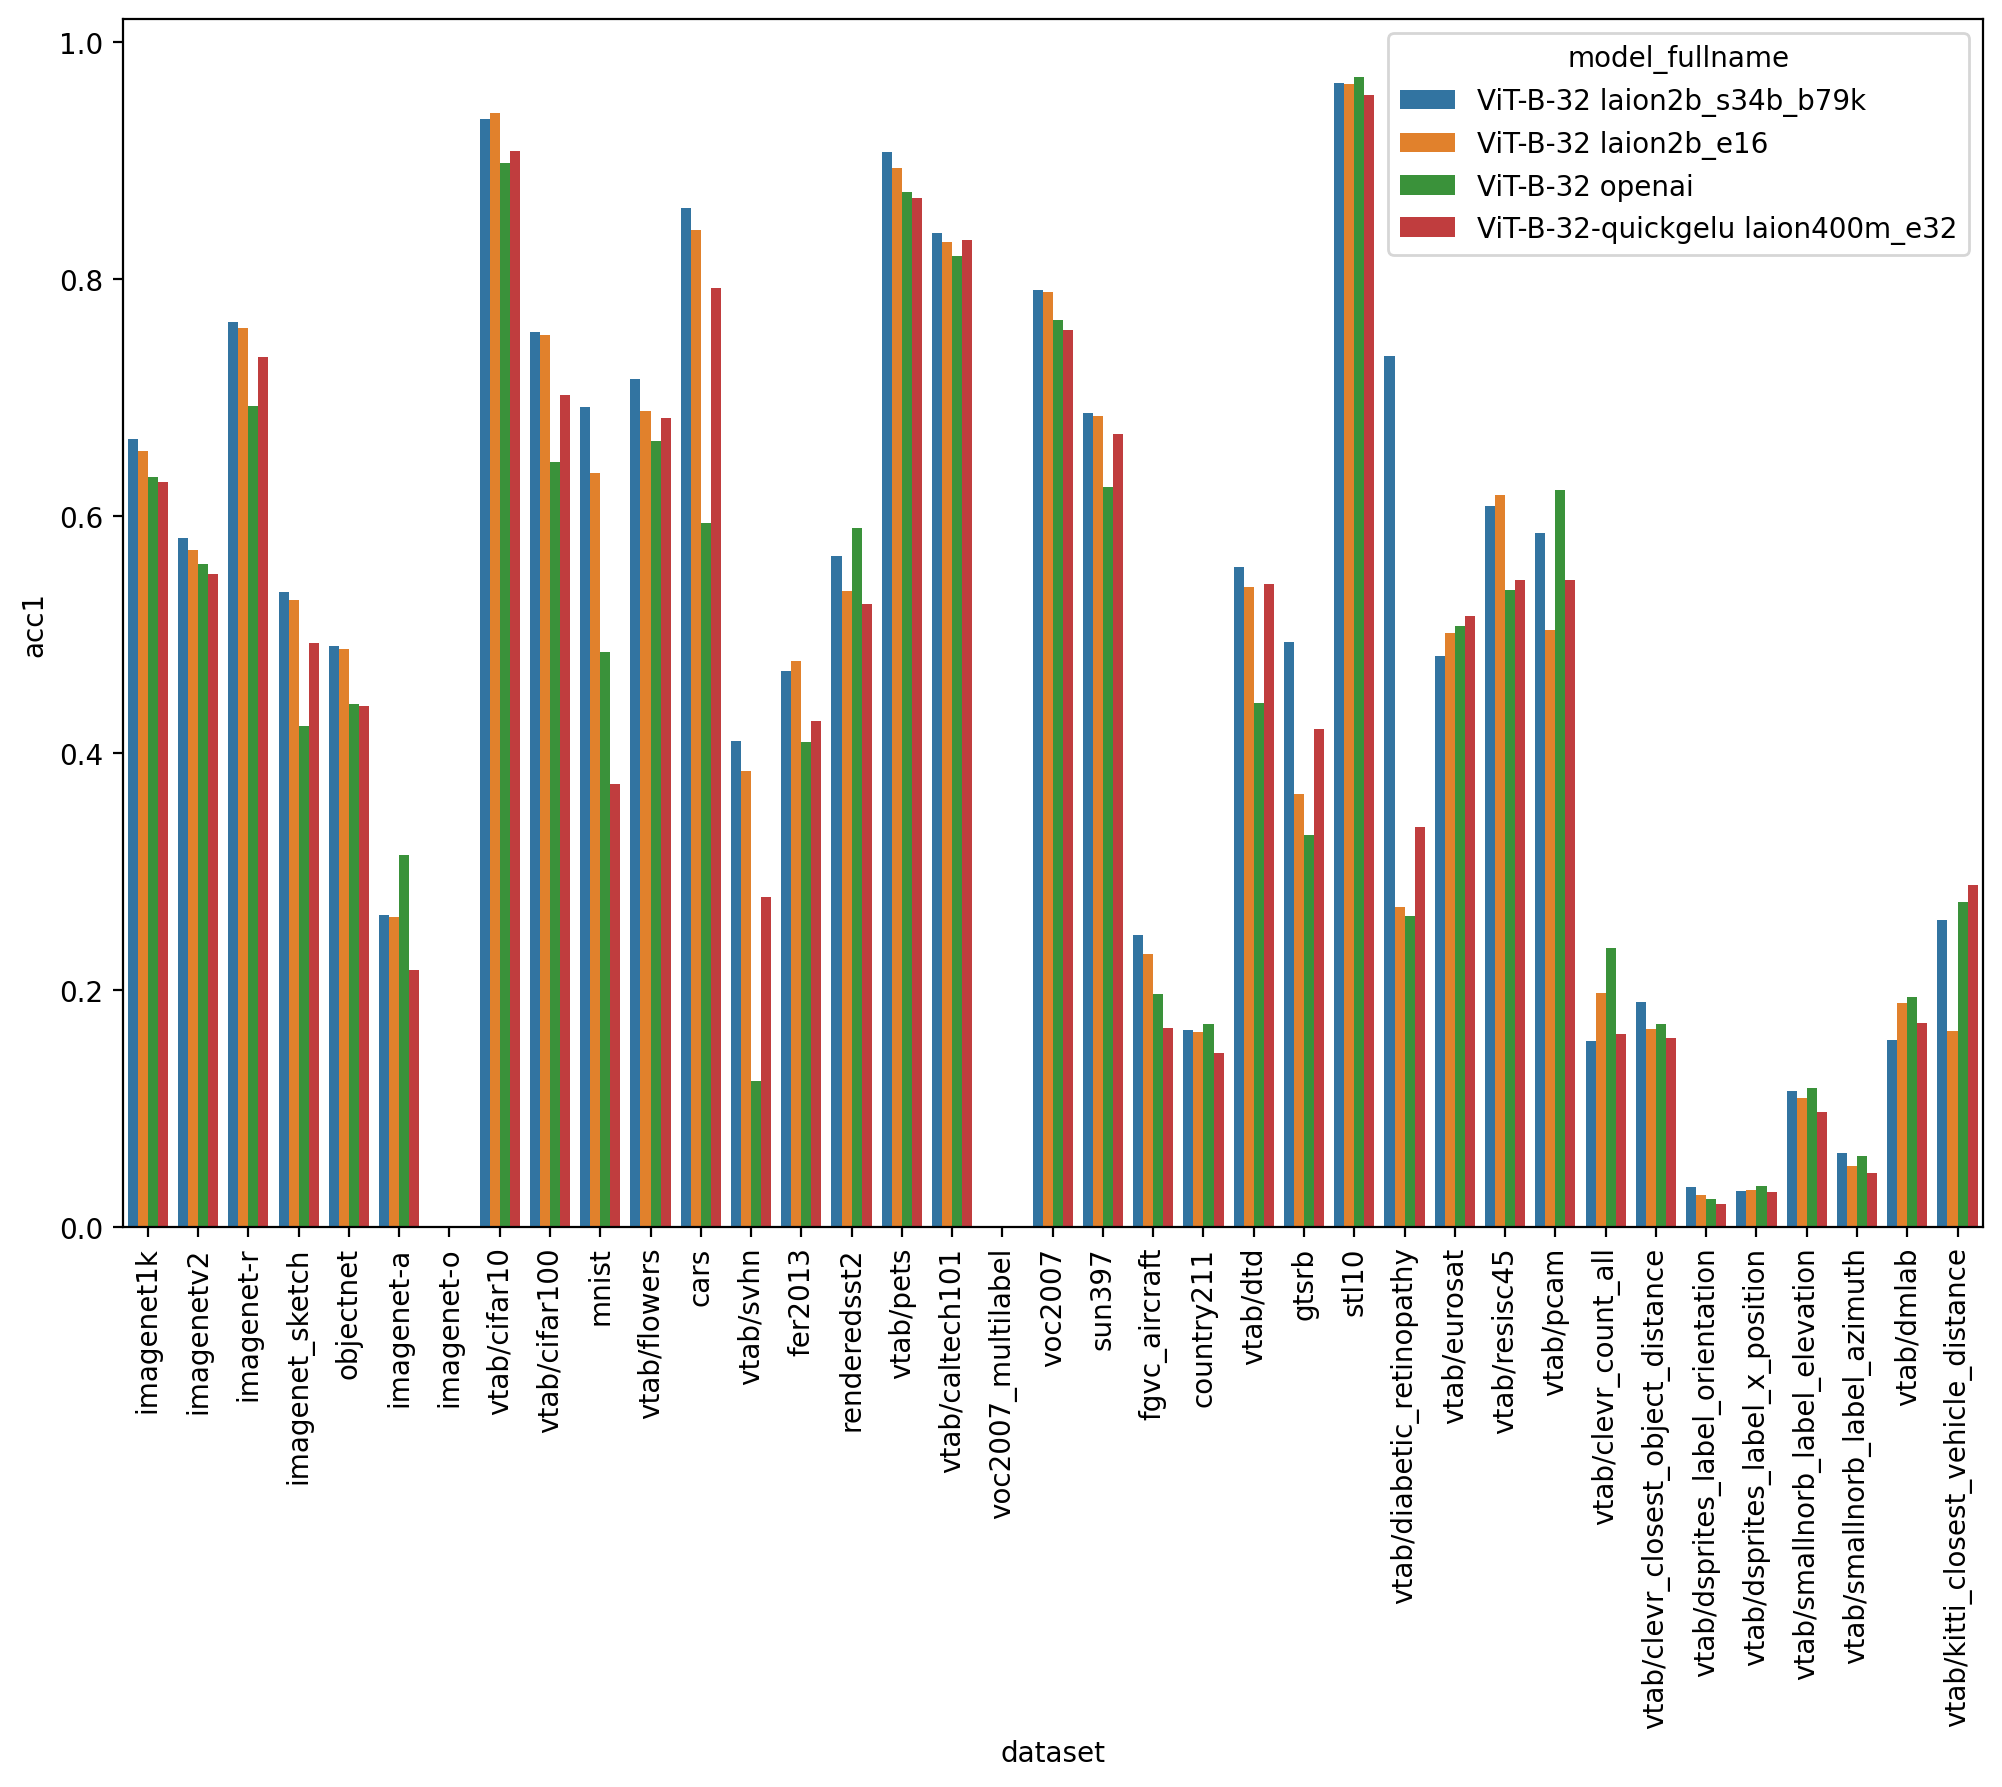 model_fullname
ViT-B-32 laion2b_s34b_b79k
ViT-B-32 laion2b_e16
ViT-B-32 openai
ViT-B-32-quickgelu laion400m_e32
acc1
1.0
0.8
0.6
0.4
0.2
0.0
imagenet1k
imagenetv2
imagenet-r
imagenet_sketch
objectnet
imagenet-a
imagenet-o
vtab/cifar10
vtab/cifar100
mnist
vtab/flowers
cars
vtab/svhn
fer2013
renderedsst2
vtab/pets
vtab/caltech101
voc2007_multilabel
voc2007
sun397
fgvc_aircraft
country211
vtab/dtd
gtsrb
stl10
vtab/diabetic_retinopathy
vtab/eurosat
vtab/resisc45
vtab/pcam
vtab/clevr_count_all
vtab/clevr_closest_object_distance
vtab/dsprites_label_orientation
vtab/dsprites_label_x_position
vtab/smallnorb_label_elevation
vtab/smallnorb_label_azimuth
vtab/dmlab
vtab/kitti_closest_vehicle_distance
dataset